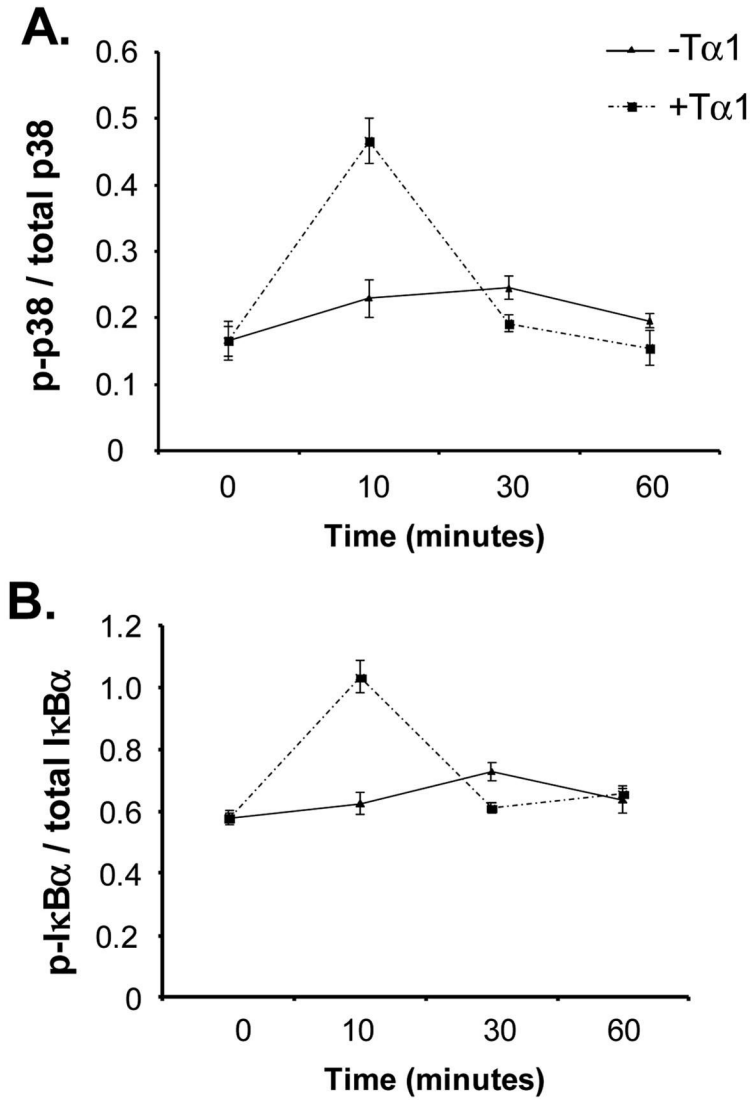 A.
-Tα1
+Tα1
p-p38 / total p38
0.6
0.5
0.4
0.3
0.2
0.1
0
0 10 30 60
Time (minutes)
B.
p-IκBα / total IκBα
1.2
1.0
0.8
0.6
0.4
0.2
0
0 10 30 60
Time (minutes)